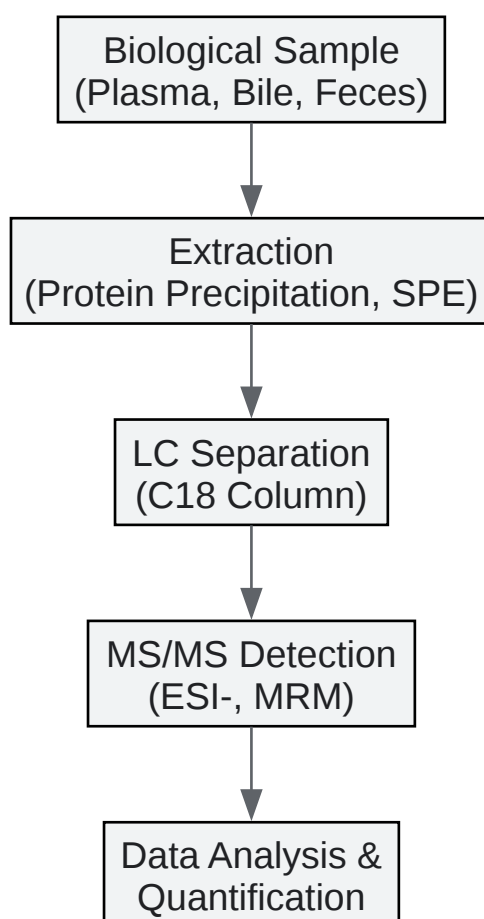 Biological Sample
(Plasma, Bile, Feces)
Extraction
(Protein Precipitation, SPE)
LC Separation
(C18 Column)
MS/MS Detection
(ESI-, MRM)
Data Analysis &
Quantification